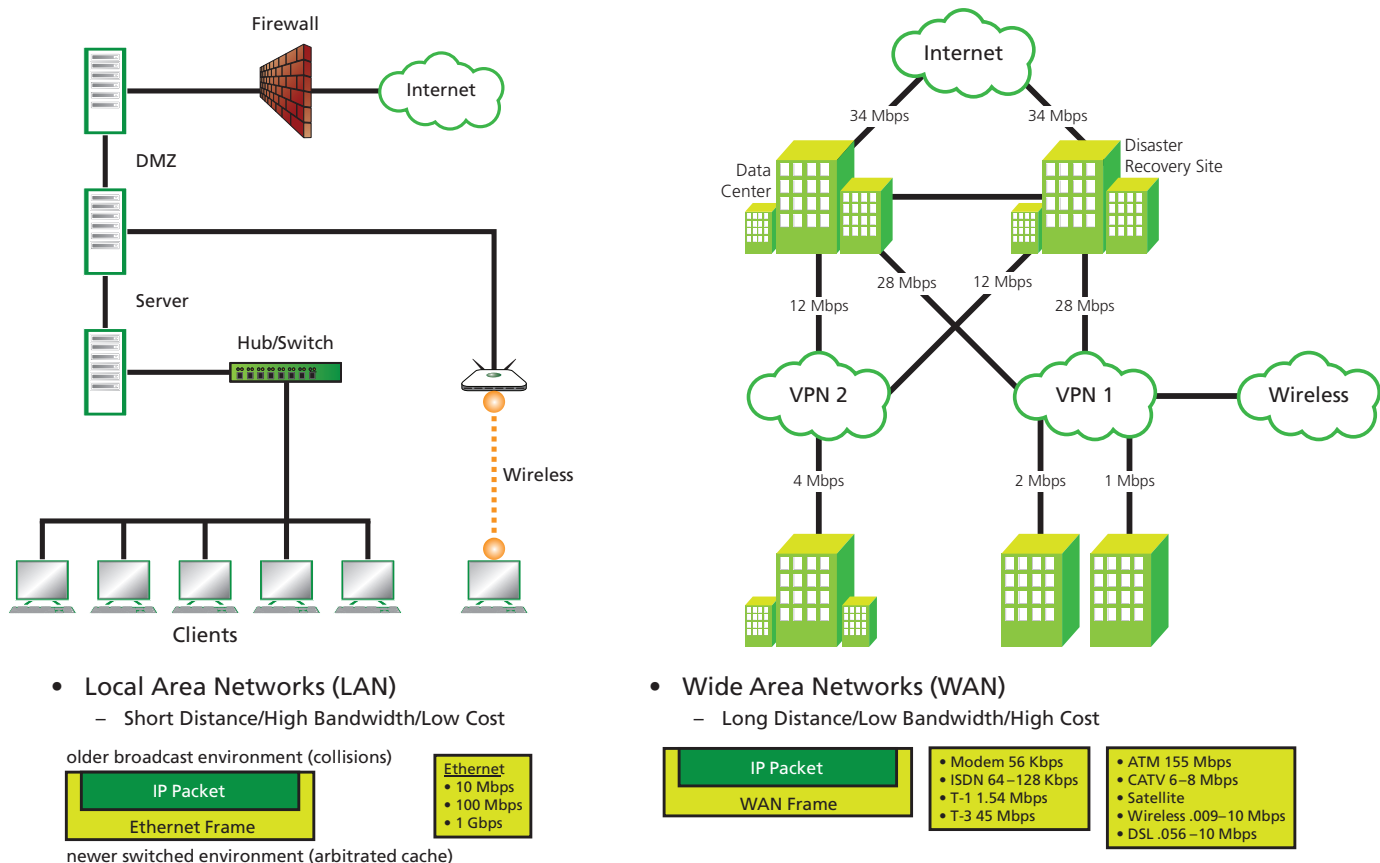 Firewall
Internet
DMZ
Server
Hub/Switch
Wireless
Clients
• Local Area Networks (LAN)
– Short Distance/High Bandwidth/Low Cost
older broadcast environment (collisions)
IP Packet
Ethernet Frame
newer switched environment (arbitrated cache)
Ethernet
• 10 Mbps
• 100 Mbps
• 1 Gbps
Internet
34 Mbps
34 Mbps
Data
Center
Disaster
Recovery Site
28 Mbps
12 Mbps
12 Mbps
28 Mbps
VPN 2
VPN 1
Wireless
4 Mbps
2 Mbps
1 Mbps
• Wide Area Networks (WAN)
– Long Distance/Low Bandwidth/High Cost
IP Packet
WAN Frame
• Modem 56 Kbps
• ISDN 64–128 Kbps
• T-1 1.54 Mbps
• T-3 45 Mbps
• ATM 155 Mbps
• CATV 6–8 Mbps
• Satellite
• Wireless .009–10 Mbps
• DSL .056–10 Mbps